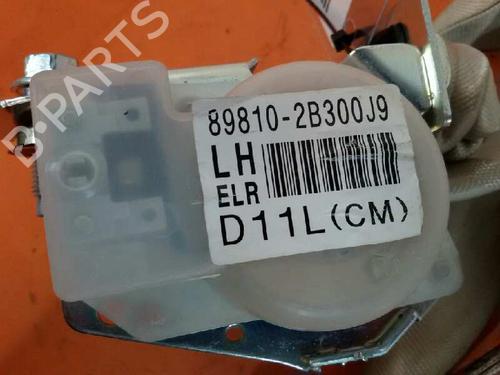 89810-2B300J9
LH
ELR
D11L(CM)
B-PARTS